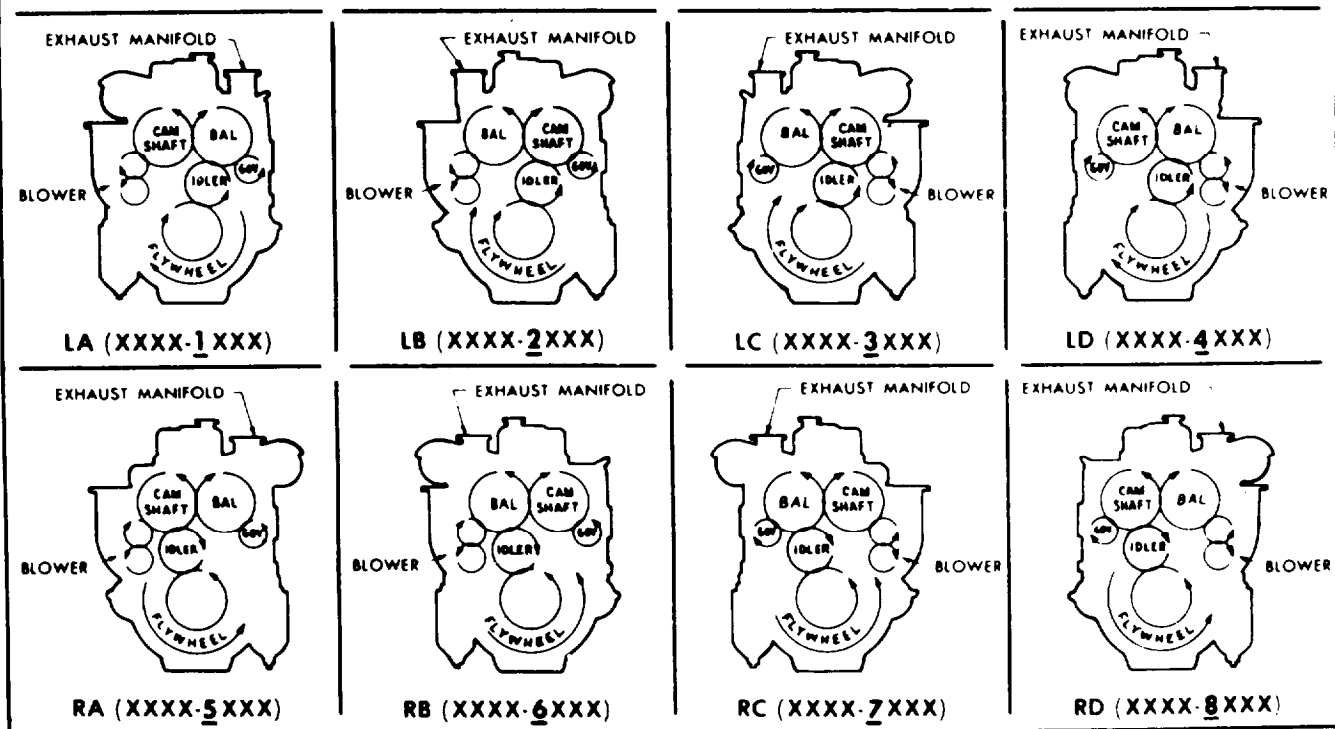 EXHAUST MANIFOLD
CAM
SHAFT
BAL
IDLER
GOV
BLOWER
FLYWHEEL
LA (XXXX-1XXX)
EXHAUST MANIFOLD
BAL
CAM
SHAFT
IDLER
GOV
BLOWER
FLYWHEEL
LB (XXXX-2XXX)
EXHAUST MANIFOLD
BAL
CAM
SHAFT
GOV
IDLER
BLOWER
FLYWHEEL
LC (XXXX-3XXX)
EXHAUST MANIFOLD
CAM
SHAFT
BAL
GOV
IDLER
BLOWER
FLYWHEEL
LD (XXXX-4XXX)
EXHAUST MANIFOLD
CAM
SHAFT
BAL
GOV
IDLER
BLOWER
FLYWHEEL
RA (XXXX-5XXX)
EXHAUST MANIFOLD
BAL
CAM
SHAFT
GOV
IDLER
BLOWER
FLYWHEEL
RB (XXXX-6XXX)
EXHAUST MANIFOLD
BAL
CAM
SHAFT
GOV
IDLER
BLOWER
FLYWHEEL
RC (XXXX-7XXX)
EXHAUST MANIFOLD
CAM
SHAFT
BAL
GOV
IDLER
BLOWER
FLYWHEEL
RD (XXXX-8XXX)